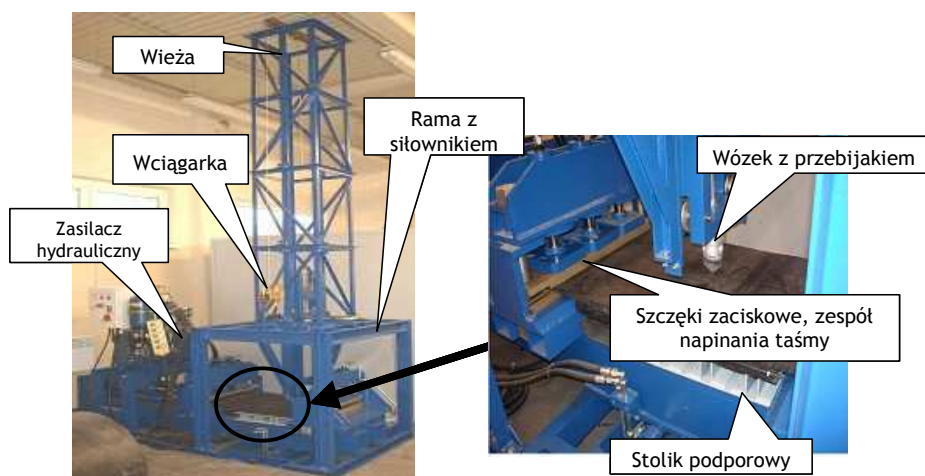 Wieża
Wciągarka
Rama z
siłownikiem
Zasilacz
hydrauliczny
Wózek z przebijakiem
Szczęki zaciskowe, zespół
napinania taśmy
Stolik podporowy